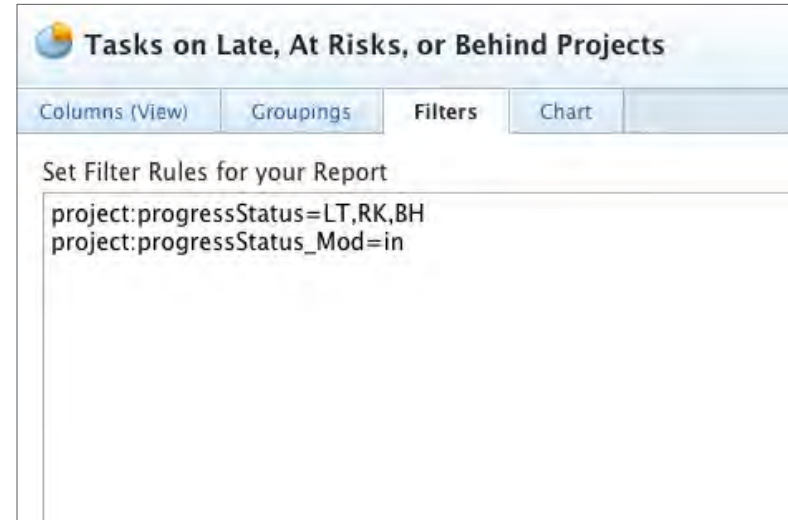 Tasks on Late, At Risks, or Behind Projects
Columns (View) Groupings Filters Chart
Set Filter Rules for your Report
project:progressStatus=LT,RK,BH
project:progressStatus_Mod=in